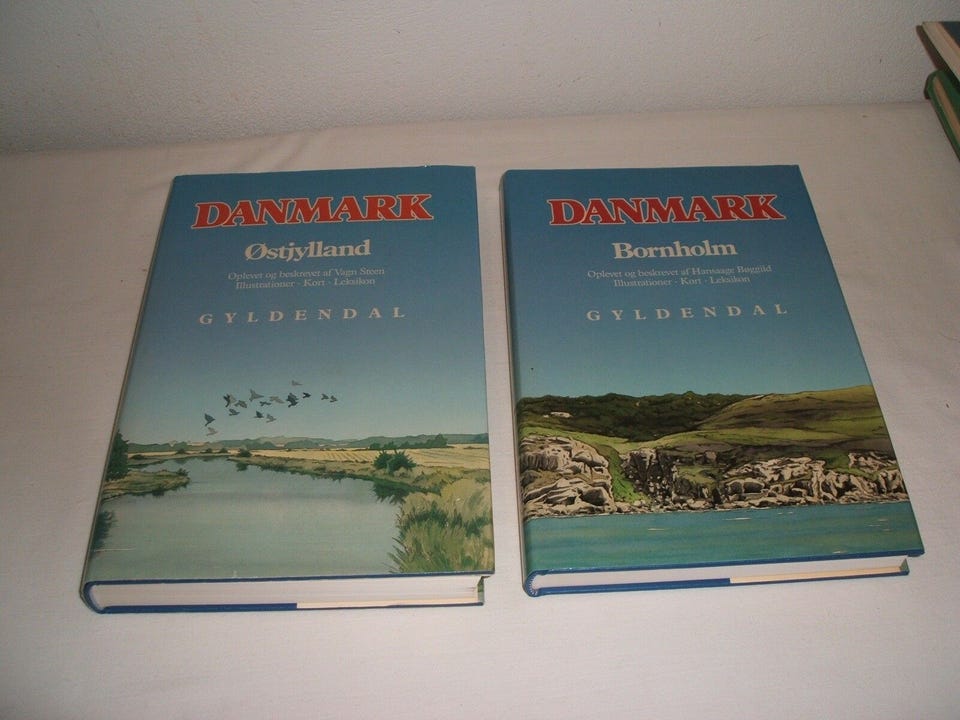 DANMARK
Østjylland
Oplevet og beskrevet af Vagn Steen
Illustrationer · Kort · Leksikon
GYLDENDAL
DANMARK
Bornholm
Oplevet og beskrevet af Hansaage Bøggild
Illustrationer · Kort · Leksikon
GYLDENDAL